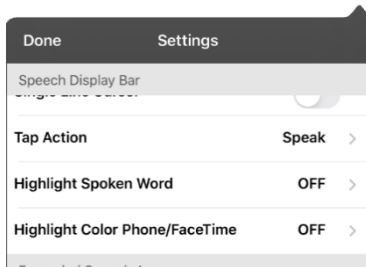 Done Settings
Speech Display Bar
Tap Action Speak
Highlight Spoken Word OFF
Highlight Color Phone/FaceTime OFF